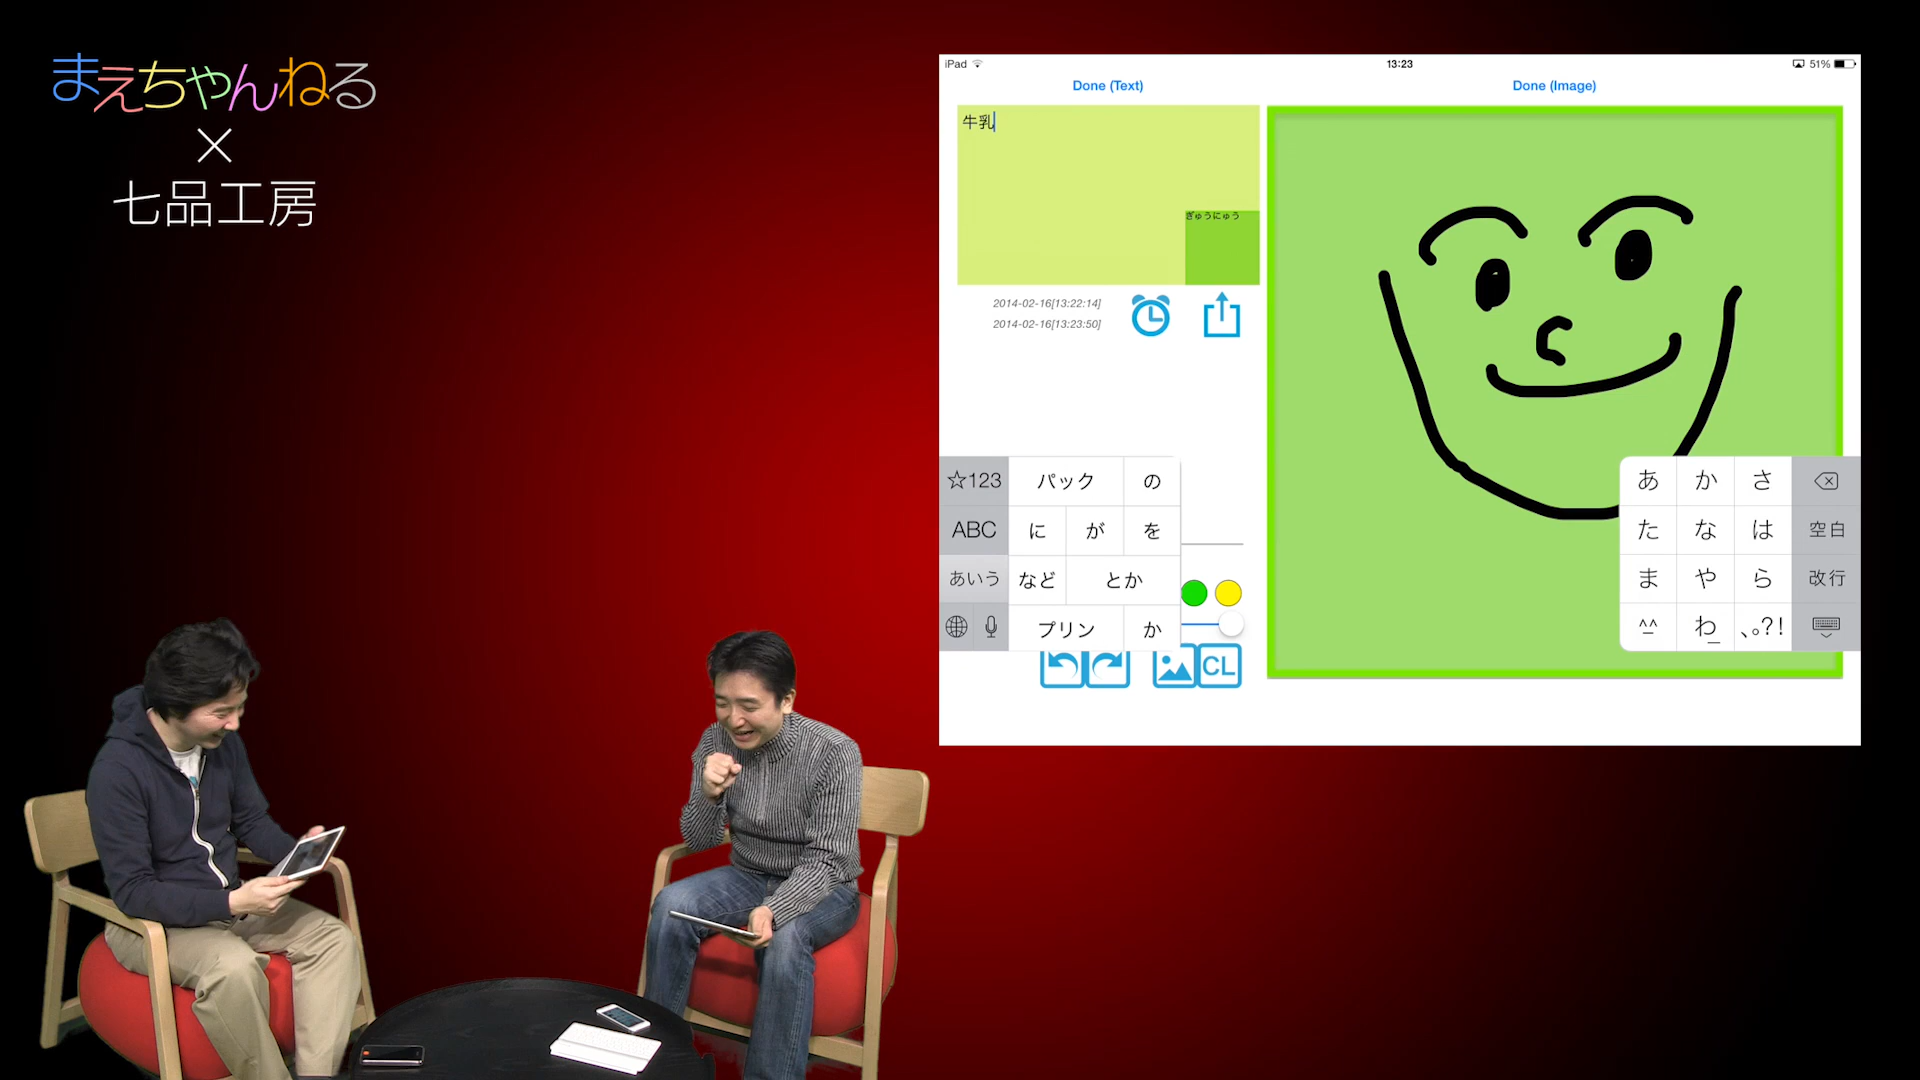 まえちゃんねる
×
七品工房
iPad
13:23
51%
Done (Text)
Done (Image)
牛乳
ぎゅうにゅう
2014-02-16[13:22:14]
2014-02-16[13:23:50]
☆123
パック
の
ABC
に
が
を
あいう
など
とか
プリン
か
CL
あ
か
さ
た
な
は
空白
ま
や
ら
改行
^^
わ
、。?!